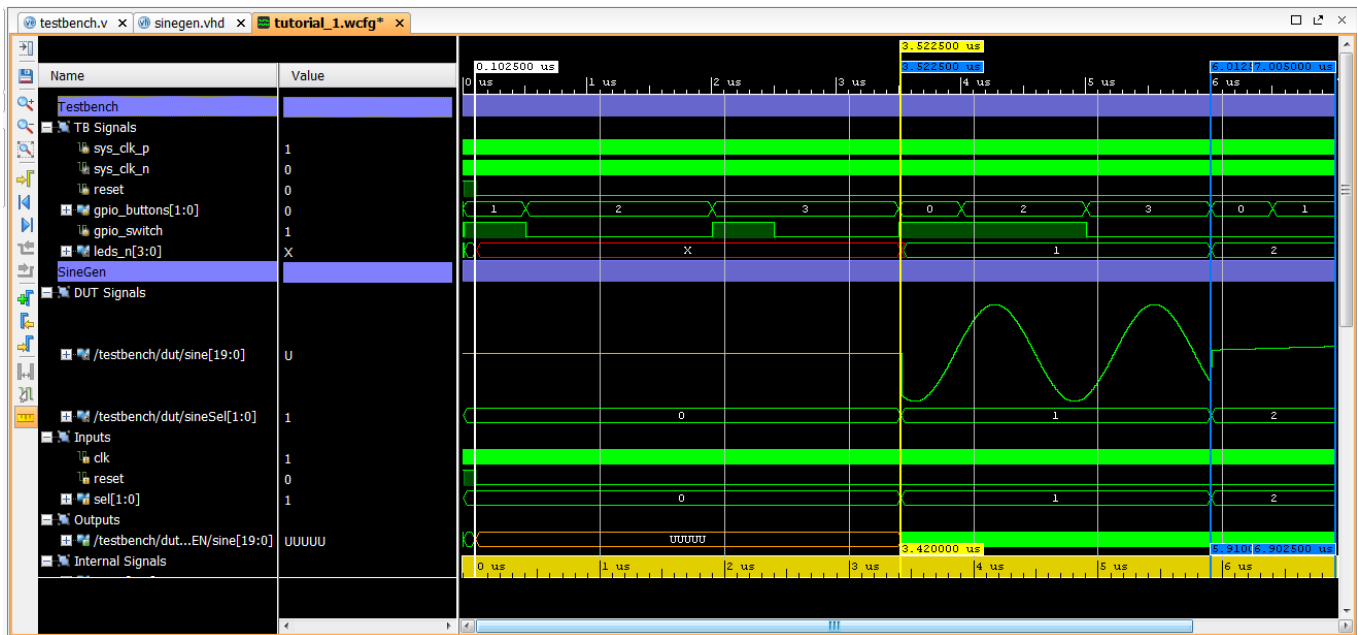 testbench.v x sinegen.vhd x tutorial_1.wcfg* x
3.522500 us
0.102500 us 3.522500 us 7.005000 us
Name Value
0 us 1 us 2 us 3 us 4 us 5 us 6 us
Testbench
TB Signals
sys_clk_p 1
sys_clk_n 0
reset 0
gpio_buttons[1:0] 0 1 2 3 0 2 3 0 1
gpio_switch 1
leds_n[3:0] X X 1 2
SineGen
DUT Signals
/testbench/dut/sine[19:0] U
/testbench/dut/sineSel[1:0] 1 0 1 2
Inputs
clk 1
reset 0
sel[1:0] 1 0 1 2
Outputs
/testbench/dut...EN/sine[19:0] UUUUU UUUUU
3.420000 us 6.902500 us
Internal Signals
0 us 1 us 2 us 3 us 4 us 5 us 6 us